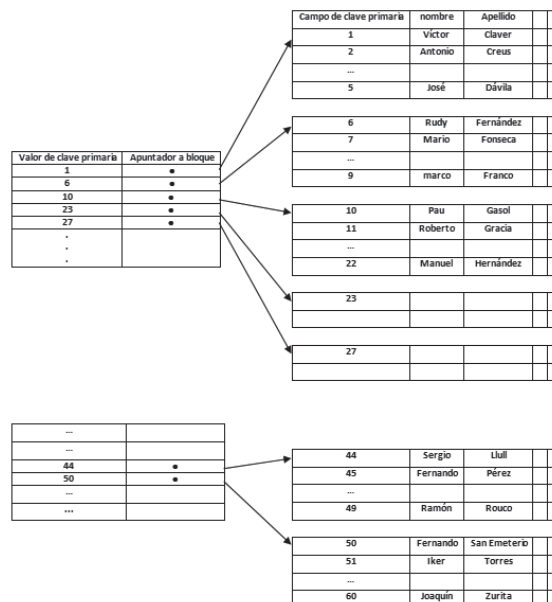 Campo de clave primaria nombre Apellido
1 Víctor Claver
2 Antonio Creus
...
5 José Dávila
6 Rudy Fernández
7 Mario Fonseca
...
9 marco Franco
Valor de clave primaria Apuntador a bloque
1 •
6 •
10 •
23 •
27 •
.
.
.
10 Pau Gasol
11 Roberto Gracia
...
22 Manuel Hernández
23
27
...
...
44 •
50 •
...
...
44 Sergio Llull
45 Fernando Pérez
...
49 Ramón Rouco
50 Fernando San Emeterio
51 Iker Torres
...
60 Joaquín Zurita